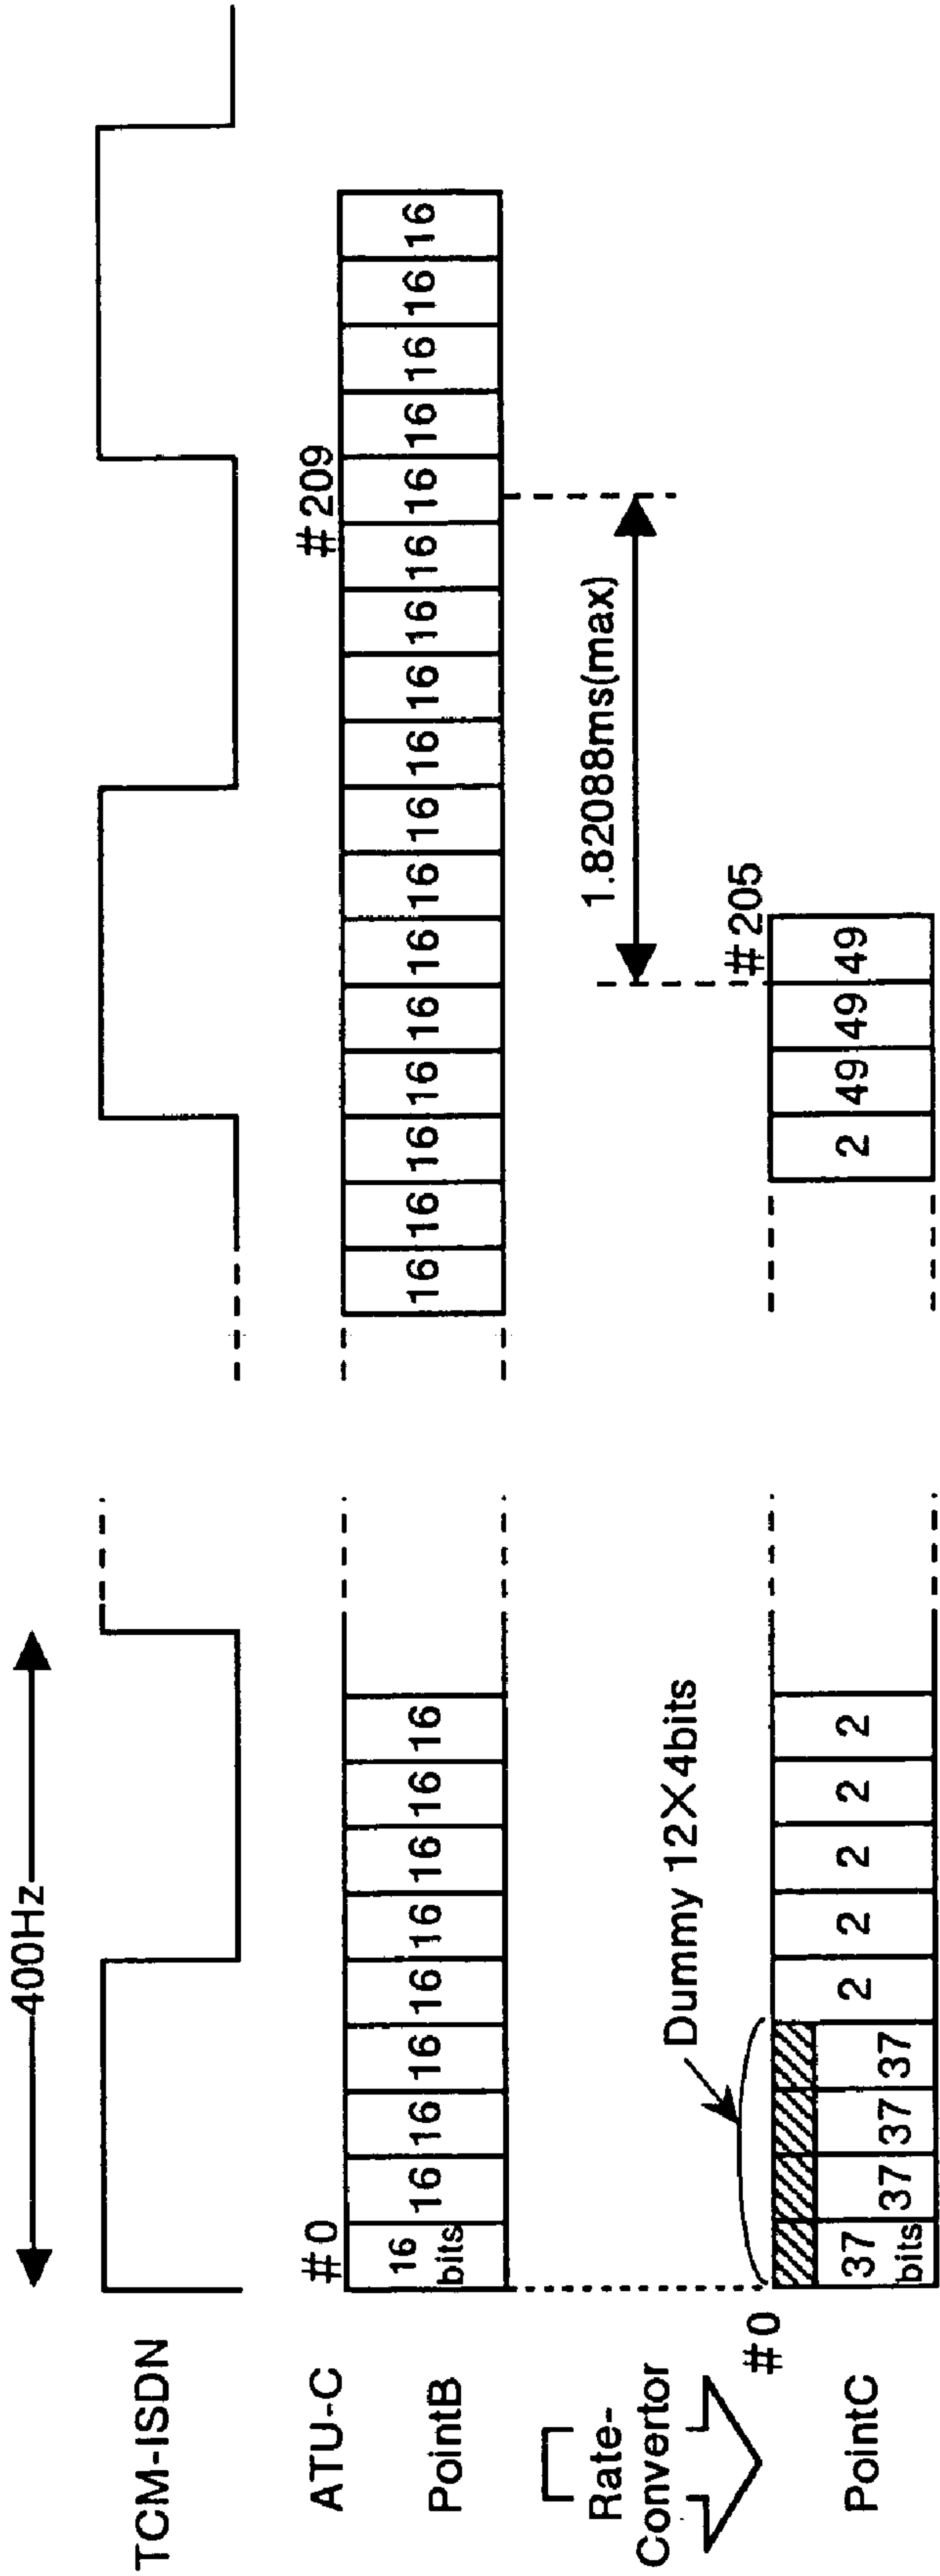 400Hz
TCM-ISDN
#0 #209
ATU-C
PointB
16 bits 16 16 16 16 16 16 16 16 16 16 16 16 16 16 16 16 16 16 16 16 16 16 16 16 16
Rate-
Convertor
1.82088ms(max)
Dummy 12X4bits
#0 #205
PointC
37 bits 37 37 37 2 2 2 2 2 2 49 49 49